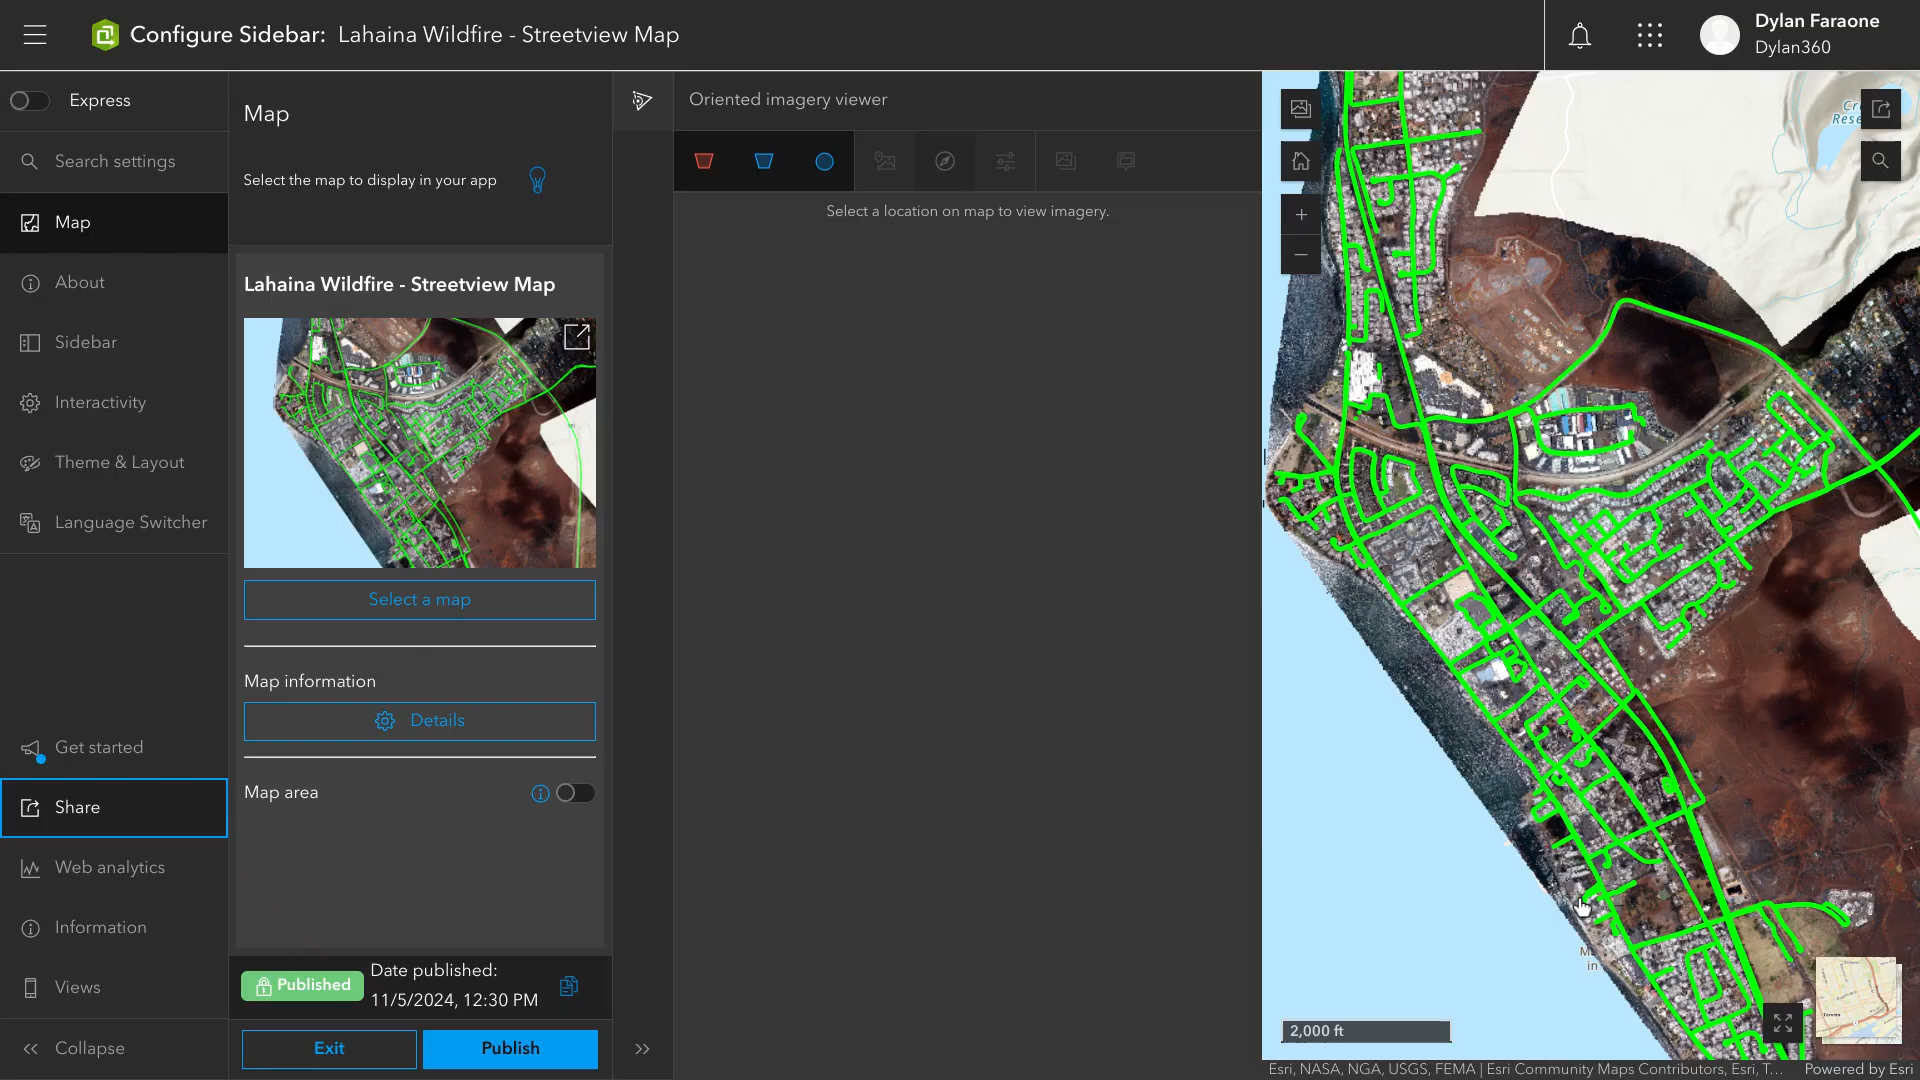 Configure Sidebar: Lahaina Wildfire - Streetview Map
Dylan Faraone
Dylan360
Express
Search settings
Map
About
Sidebar
Interactivity
Theme & Layout
Language Switcher
Get started
Share
Web analytics
Information
Views
Collapse
Map
Select the map to display in your app
Lahaina Wildfire - Streetview Map
Select a map
Map information
Details
Map area
Published
Date published:
11/5/2024, 12:30 PM
Exit
Publish
Oriented imagery viewer
Select a location on map to view imagery.
2,000 ft
Esri, NASA, NGA, USGS, FEMA | Esri Community Maps Contributors, Esri, T...
Powered by Esri